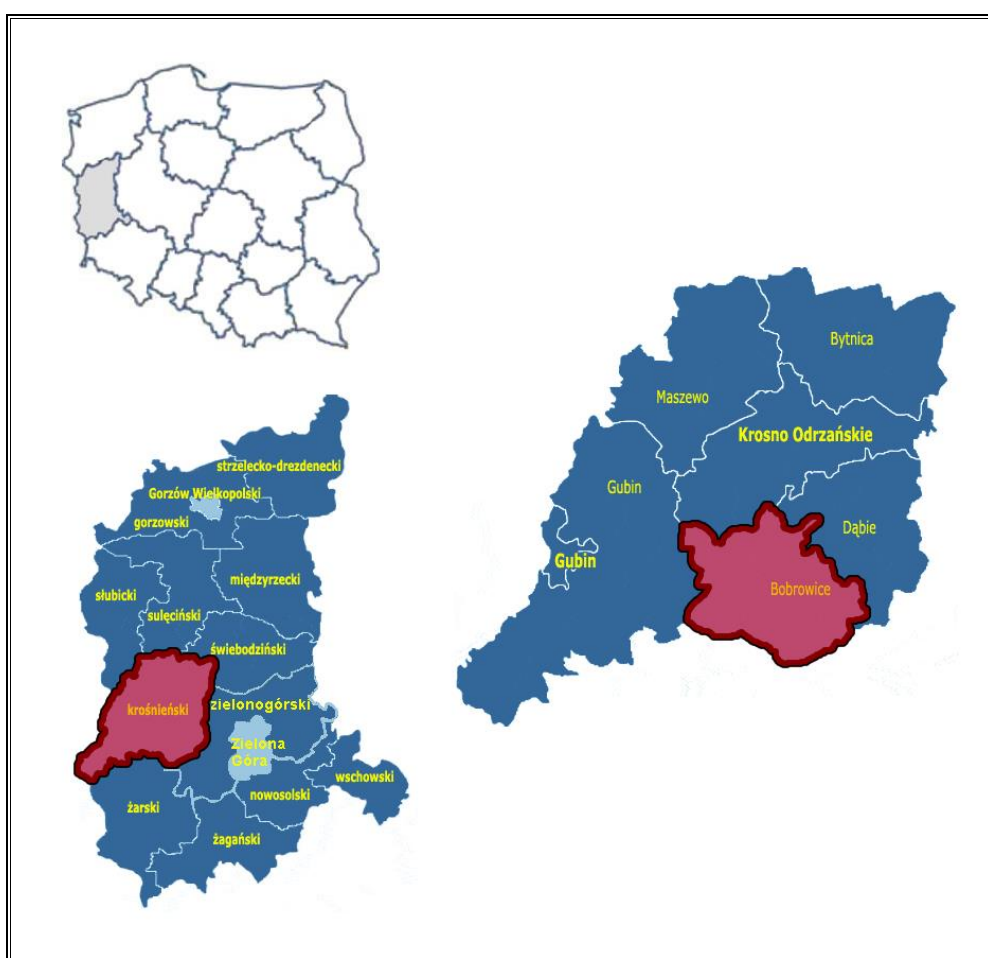 strzelecko-drezdenecki
Gorzów Wielkopolski
gorzowski
międzyrzecki
słubicki
sulęciński
świebodziński
krośnieński
zielonogórski
Zielona
Góra
wschowski
nowosolski
żarski
żagański
Bytnica
Maszewo
Krosno Odrzańskie
Gubin
Dąbie
Gubin
Bobrowice